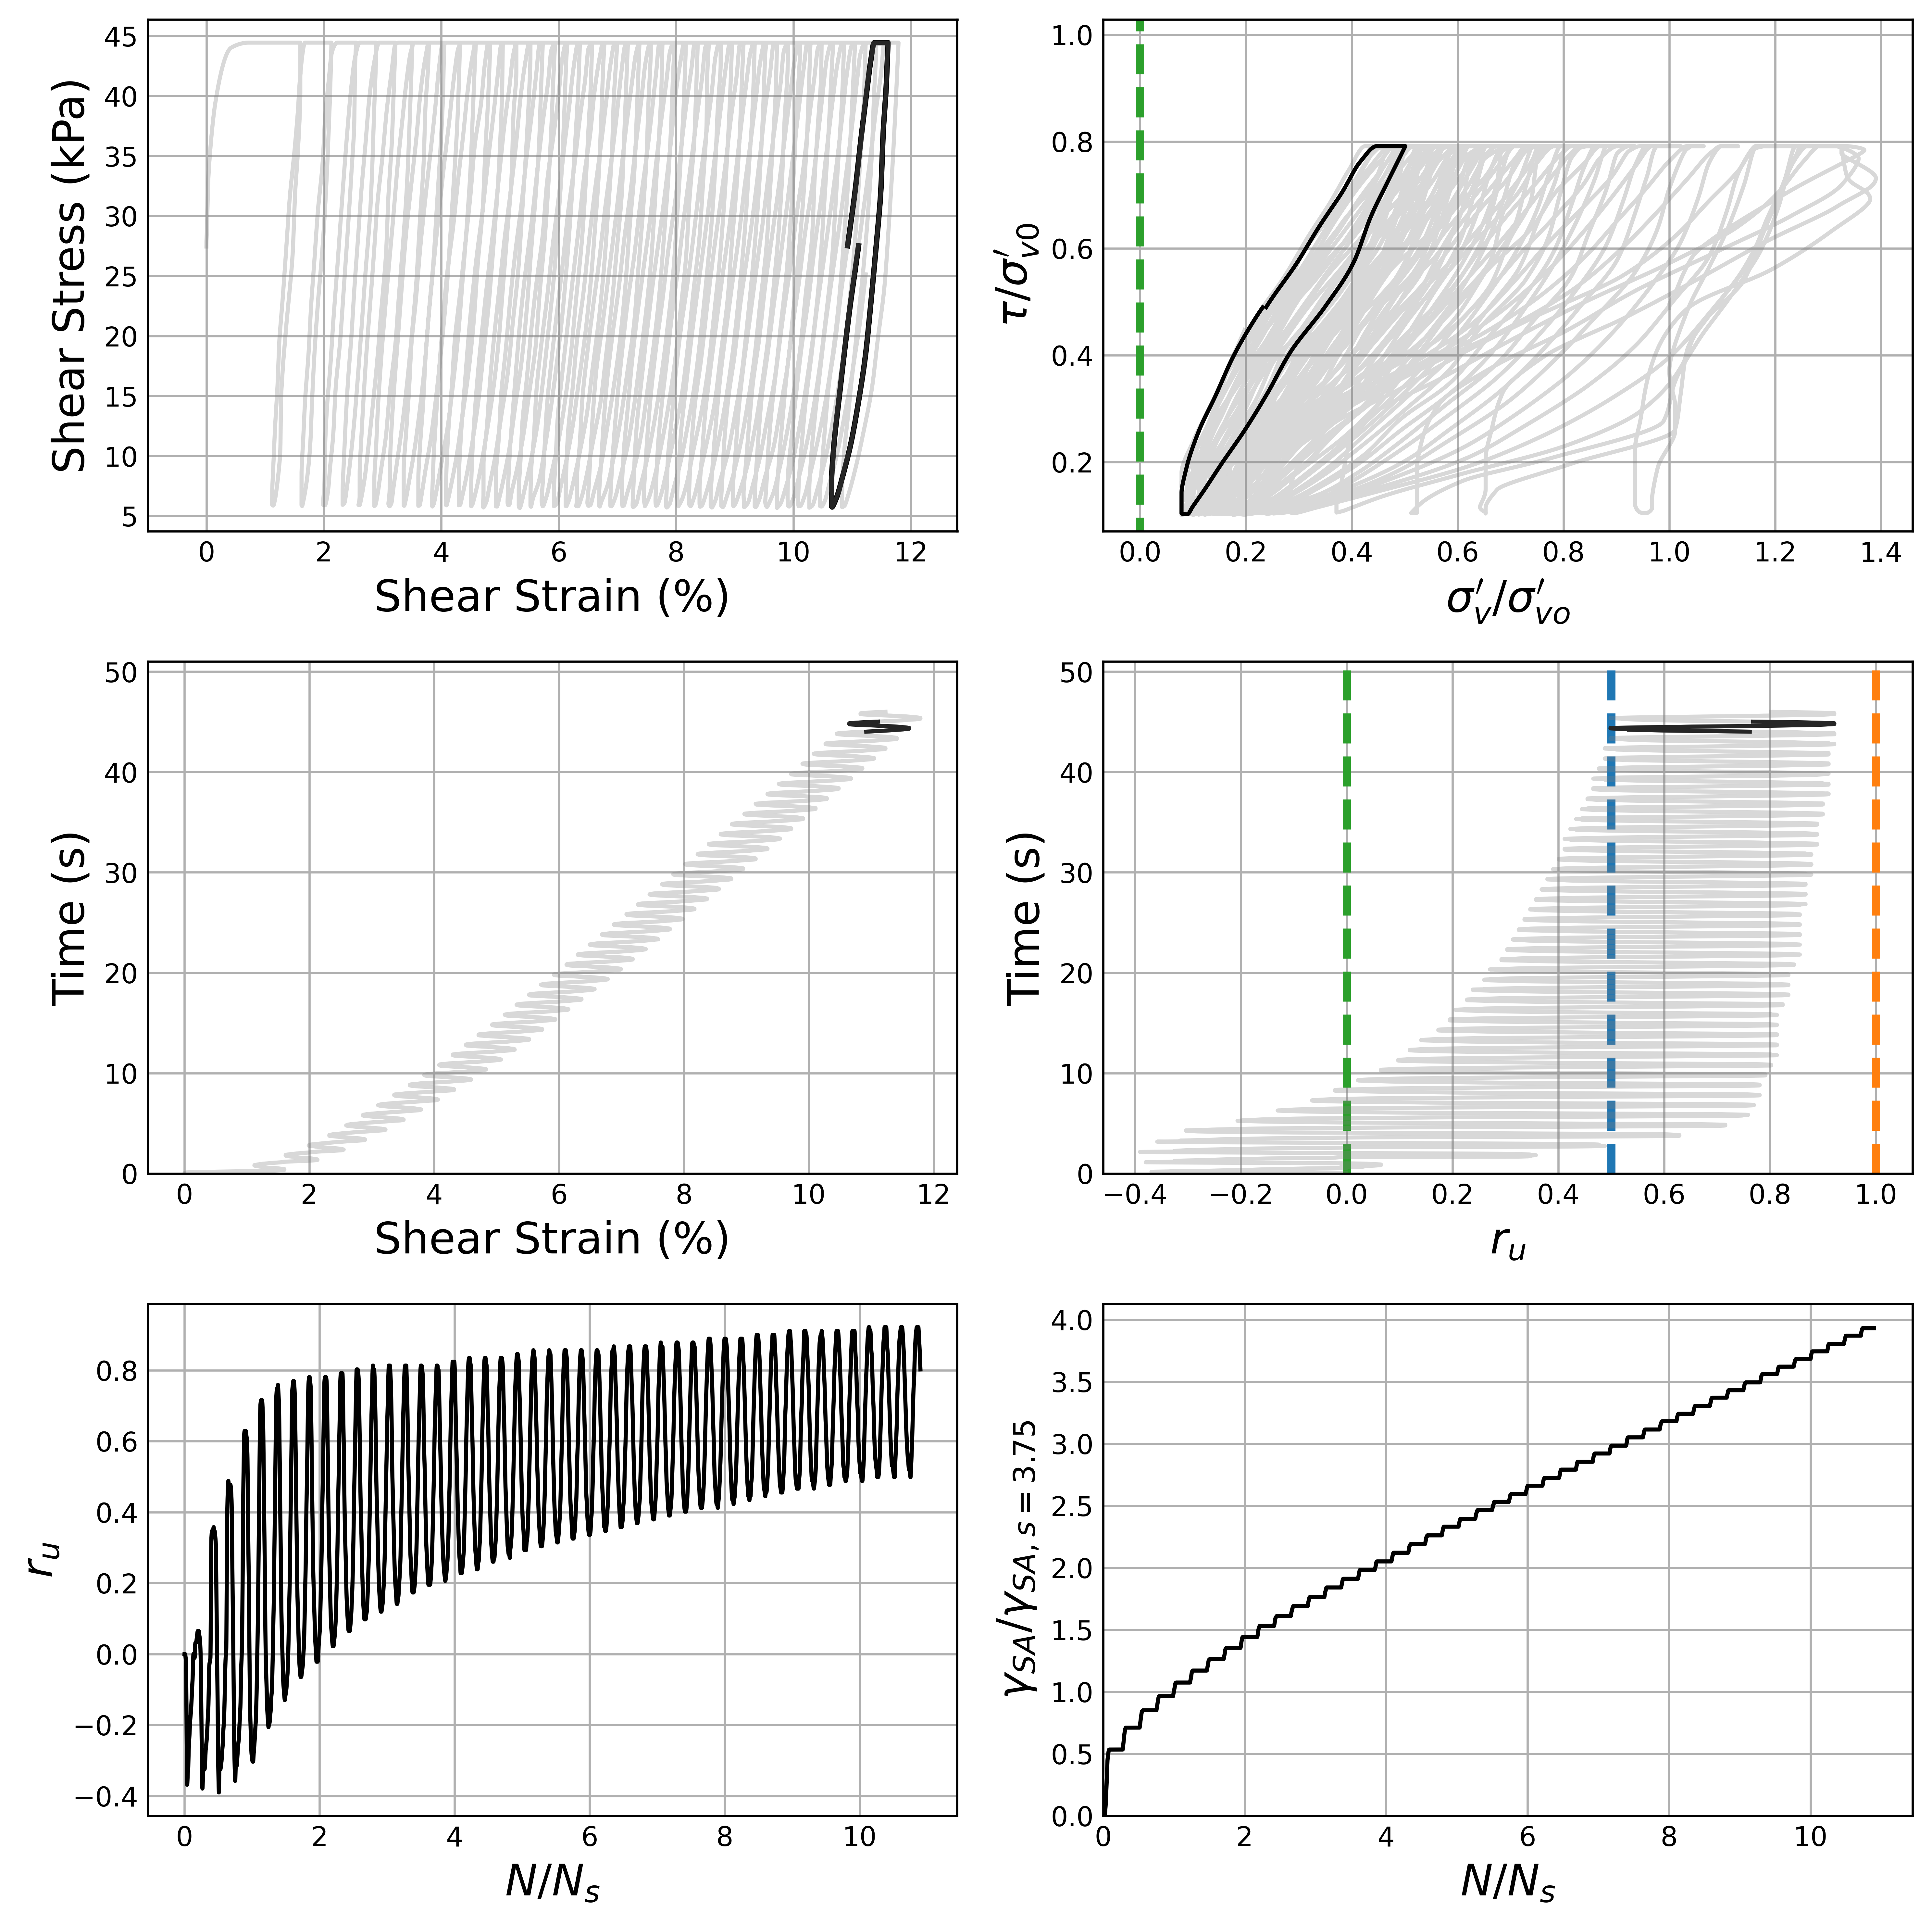 45
40
35
30
25
20
15
10
5
Shear Stress (kPa)
0 2 4 6 8 10 12
Shear Strain (%)
1.0
0.8
0.6
0.4
0.2
τ/σ′v0
0.0 0.2 0.4 0.6 0.8 1.0 1.2 1.4
σ′v/σ′vo
50
40
30
20
10
0
Time (s)
0 2 4 6 8 10 12
Shear Strain (%)
50
40
30
20
10
0
Time (s)
−0.4 −0.2 0.0 0.2 0.4 0.6 0.8 1.0
ru
0.8
0.6
0.4
0.2
0.0
−0.2
−0.4
ru
0 2 4 6 8 10
N/Ns
4.0
3.5
3.0
2.5
2.0
1.5
1.0
0.5
0.0
γSA/γSA, s = 3.75
0 2 4 6 8 10
N/Ns